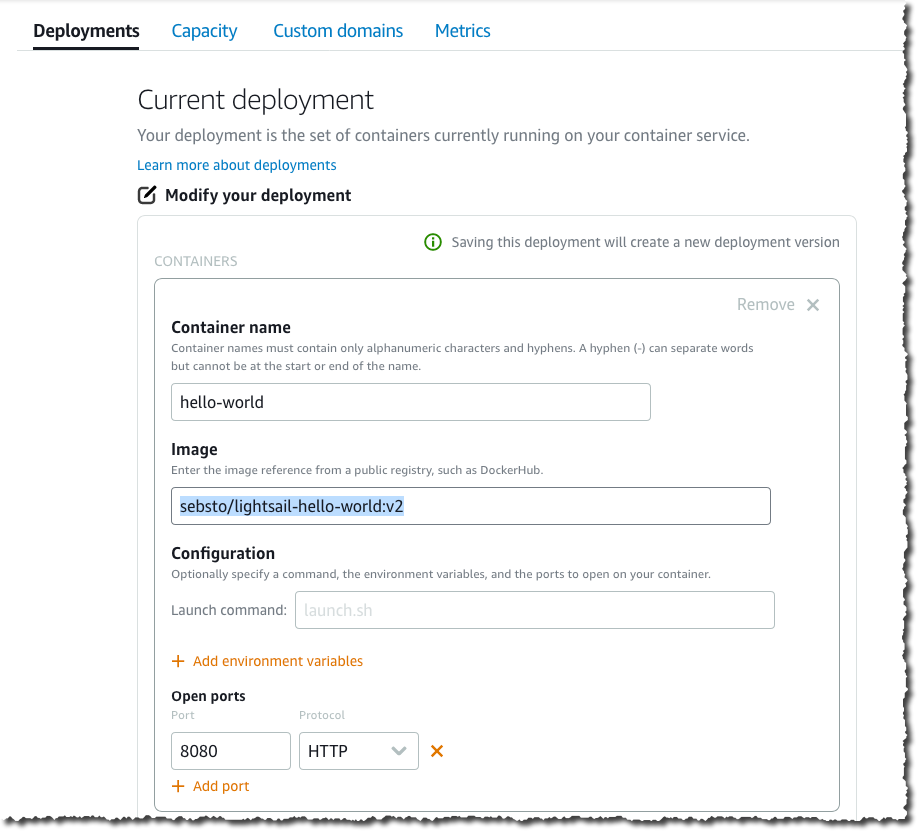 Deployments Capacity Custom domains Metrics
Current deployment
Your deployment is the set of containers currently running on your container service.
Learn more about deployments
Modify your deployment
Saving this deployment will create a new deployment version
CONTAINERS
Remove
Container name
Container names must contain only alphanumeric characters and hyphens. A hyphen (-) can separate words
but cannot be at the start or end of the name.
hello-world
Image
Enter the image reference from a public registry, such as DockerHub.
sebsto/lightsail-hello-world:v2
Configuration
Optionally specify a command, the environment variables, and the ports to open on your container.
Launch command: launch.sh
+ Add environment variables
Open ports
Port Protocol
8080 HTTP
+ Add port